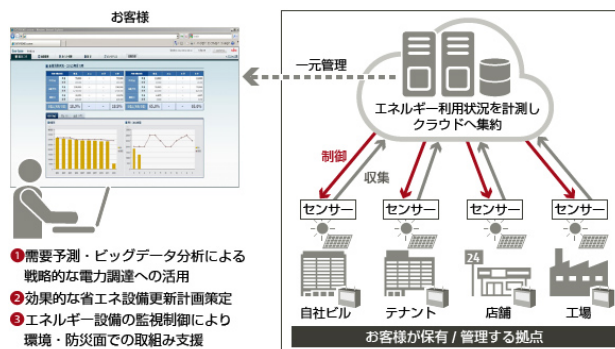 お客様
一元管理
エネルギー利用状況を計測し
クラウドへ集約
制御
収集
センサー
センサー
センサー
センサー
24
自社ビル
テナント
店舗
工場
お客様が保有/管理する拠点
1需要予測・ビッグデータ分析による
戦略的な電力調達への活用
2効果的な省エネ設備更新計画策定
3エネルギー設備の監視制御により
環境・防災面での取組み支援